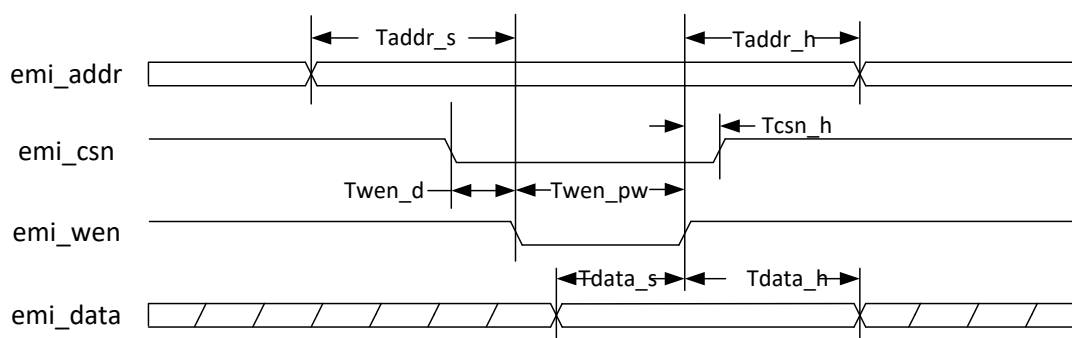 Taddr_s Taddr_h
emi_addr
Tcsn_h
emi_csn
Twen_d Twen_pw
emi_wen
Tdata_s Tdata_h
emi_data